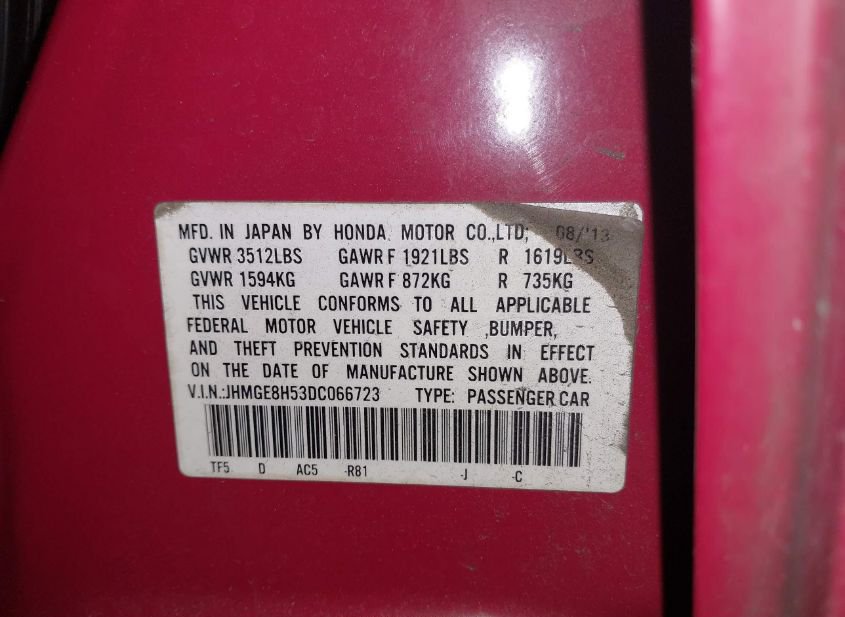 MFD. IN JAPAN BY HONDA MOTOR CO.,LTD; 08/'13
GVWR 3512LBS GAWR F 1921LBS R 1619LBS
GVWR 1594KG GAWR F 872KG R 735KG
THIS VEHICLE CONFORMS TO ALL APPLICABLE
FEDERAL MOTOR VEHICLE SAFETY ,BUMPER,
AND THEFT PREVENTION STANDARDS IN EFFECT
ON THE DATE OF MANUFACTURE SHOWN ABOVE.
V.I.N.:JHMGE8H53DC066723 TYPE: PASSENGER CAR
TF5 D AC5 -R81 -J -C